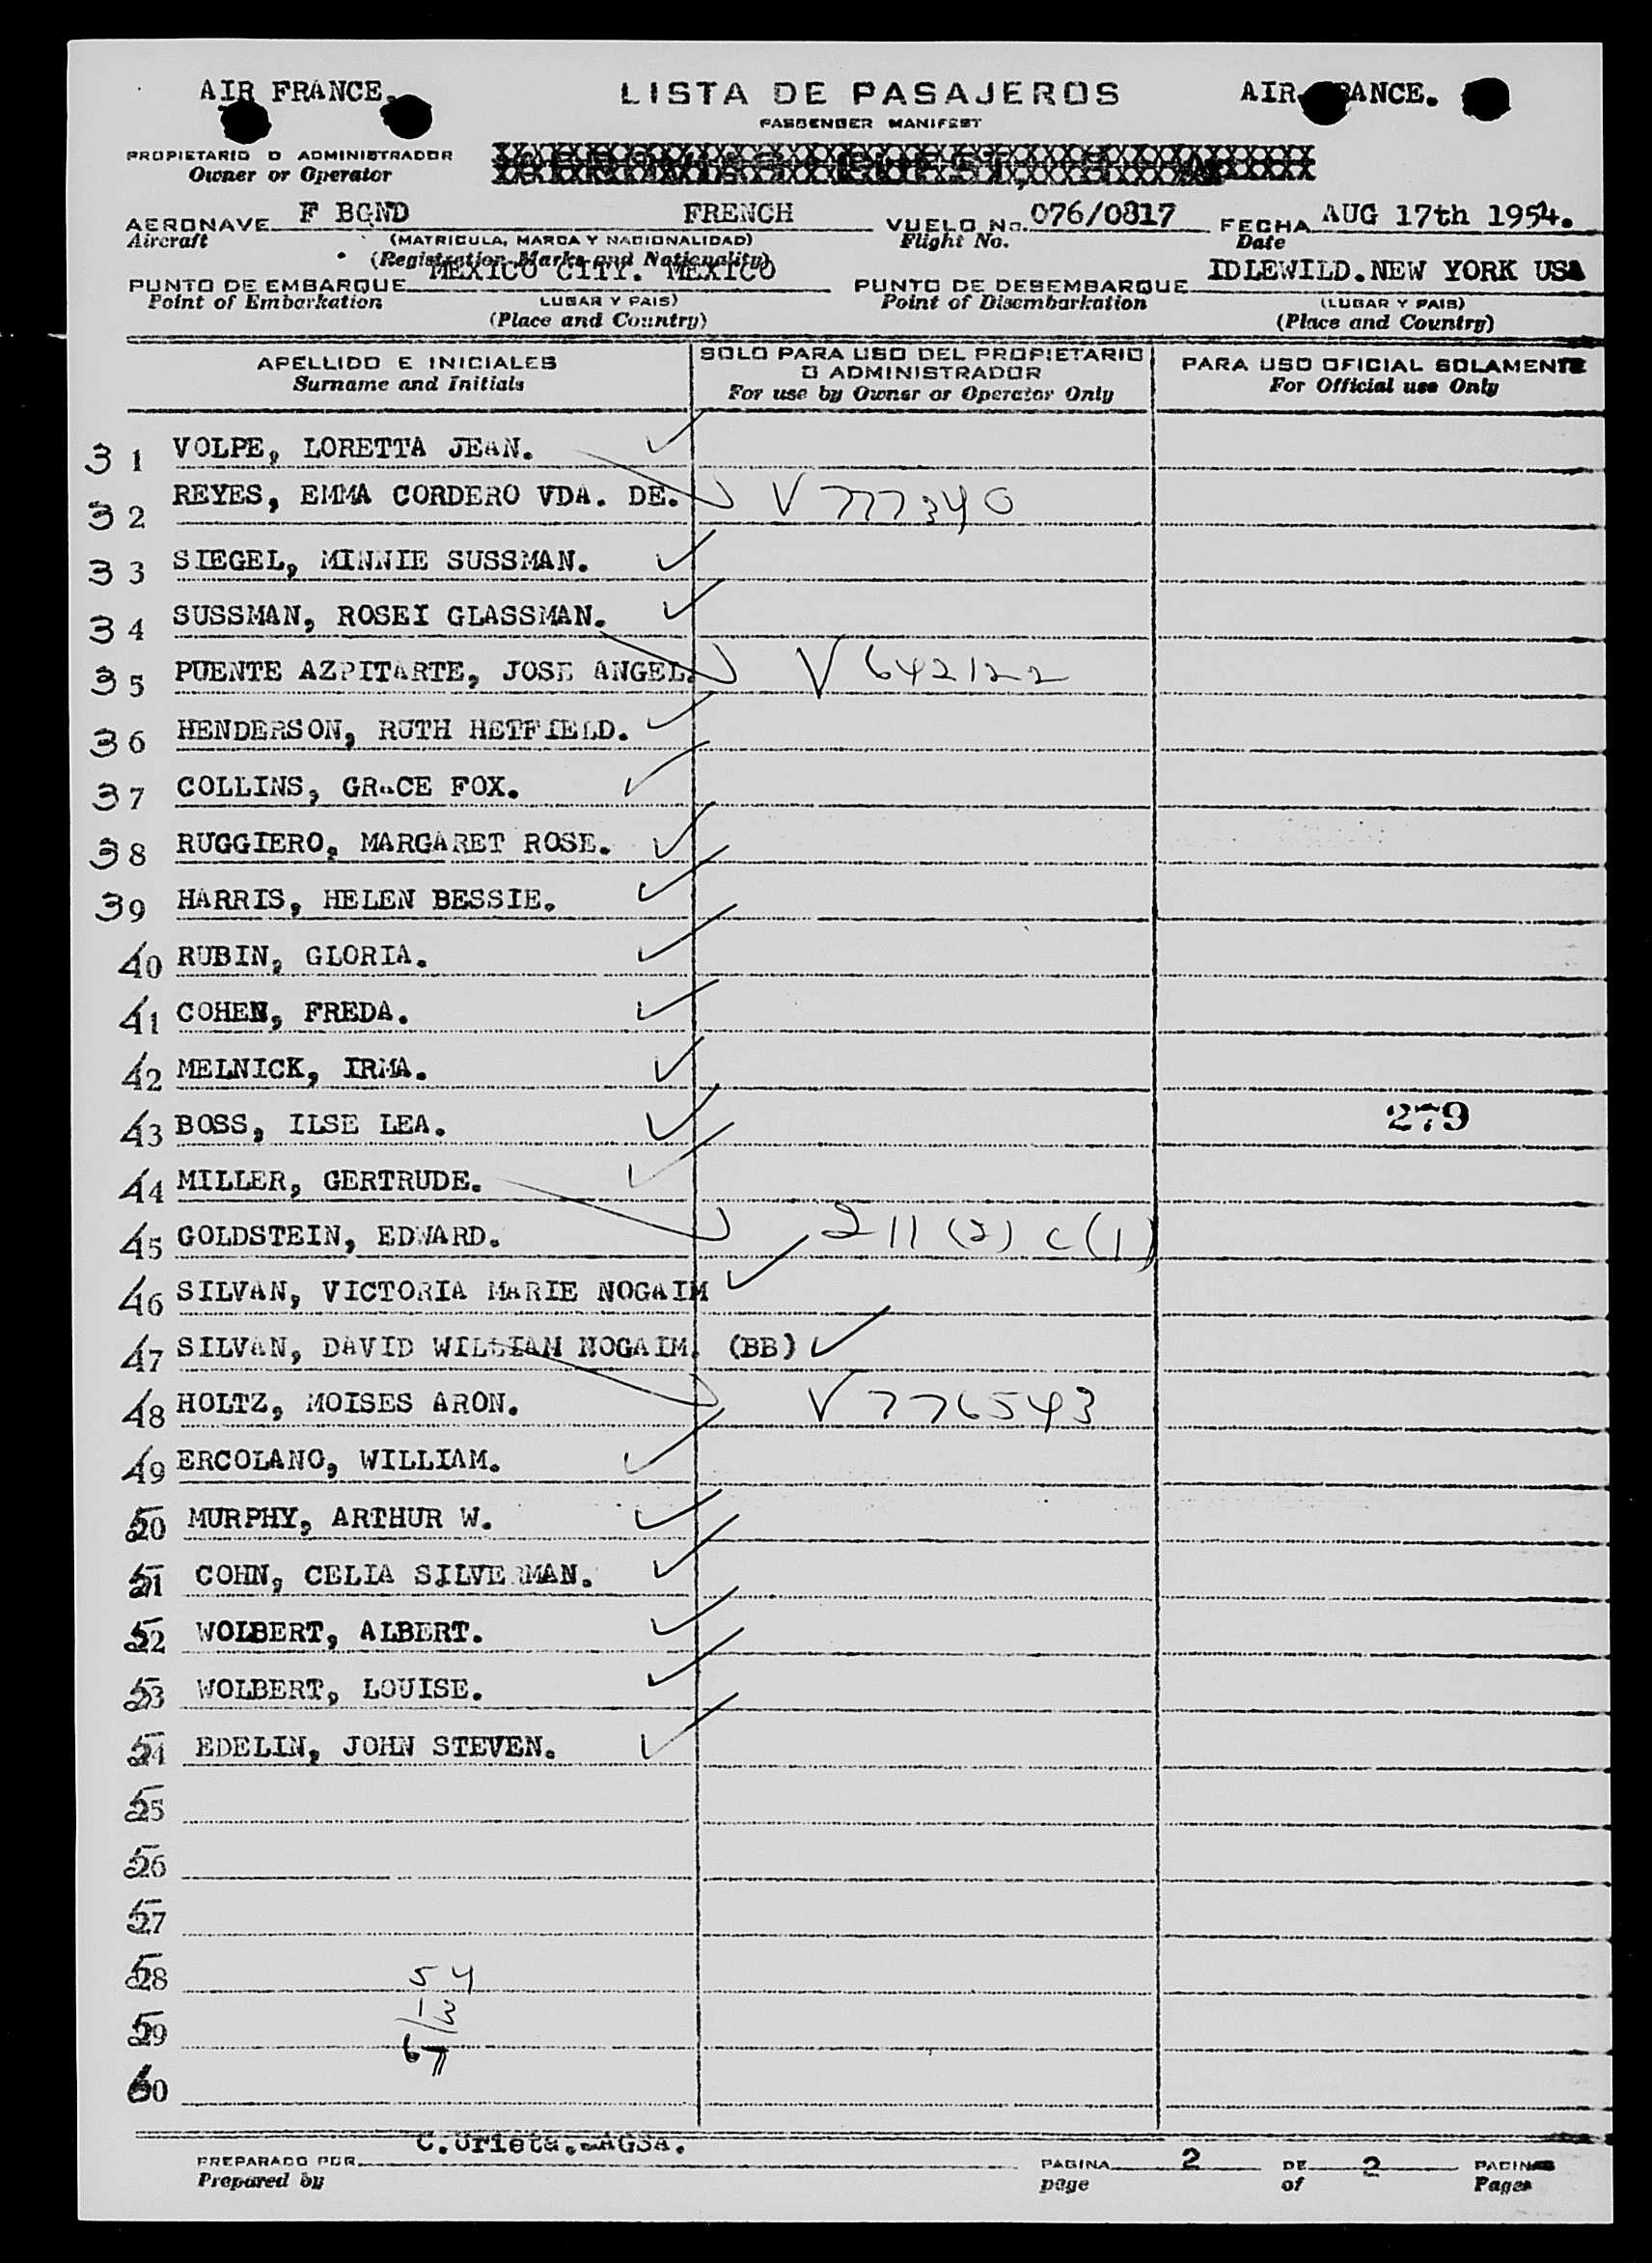 AIR FRANCE. LISTA DE PASAJEROS AIR FRANCE.
PASSENGER MANIFEST
PROPIETARIO O ADMINISTRADOR
Owner or Operator
AERONAVE F BGND FRENCH VUELO No. 076/0817 FECHA AUG 17th 1954.
Aircraft (MATRICULA, MARCA Y NACIONALIDAD) Flight No. Date
(Registration Marks and Nationality)
PUNTO DE EMBARQUE MEXICO CITY. MEXICO PUNTO DE DESEMBARQUE IDLEWILD.NEW YORK USA
Point of Embarkation LUGAR Y PAIS) Point of Disembarkation (LUGAR Y PAIS)
(Place and Country) (Place and Country)
APELLIDO E INICIALES SOLO PARA USO DEL PROPIETARIO PARA USO OFICIAL SOLAMENTE
Surname and Initials O ADMINISTRADOR For Official use Only
For use by Owner or Operator Only
31 VOLPE, LORETTA JEAN.
32 REYES, EMMA CORDERO VDA. DE. V 777340
33 SIEGEL, MINNIE SUSSMAN.
34 SUSSMAN, ROSEI GLASSMAN.
35 PUENTE AZPITARTE, JOSE ANGEL. V 642122
36 HENDERSON, RUTH HETFIELD.
37 COLLINS, GRACE FOX.
38 RUGGIERO, MARGARET ROSE.
39 HARRIS, HELEN BESSIE.
40 RUBIN, GLORIA.
41 COHEN, FREDA.
42 MELNICK, IRMA.
43 BOSS, ILSE LEA. 279
44 MILLER, GERTRUDE.
45 GOLDSTEIN, EDWARD. 211 (2) C (1)
46 SILVAN, VICTORIA MARIE NOGAIM
47 SILVAN, DAVID WILLIAM NOGAIM. (BB)
48 HOLTZ, MOISES ARON. V 776543
49 ERCOLANO, WILLIAM.
50 MURPHY, ARTHUR W.
51 COHN, CELIA SILVERMAN.
52 WOLBERT, ALBERT.
53 WOLBERT, LOUISE.
54 EDELIN, JOHN STEVEN.
55
56
57
58 54
59 13
67
60
C.Urieta.
PREPARADO POR PAGINA 2 DE 2 PAGINAS
Prepared by page of Pages